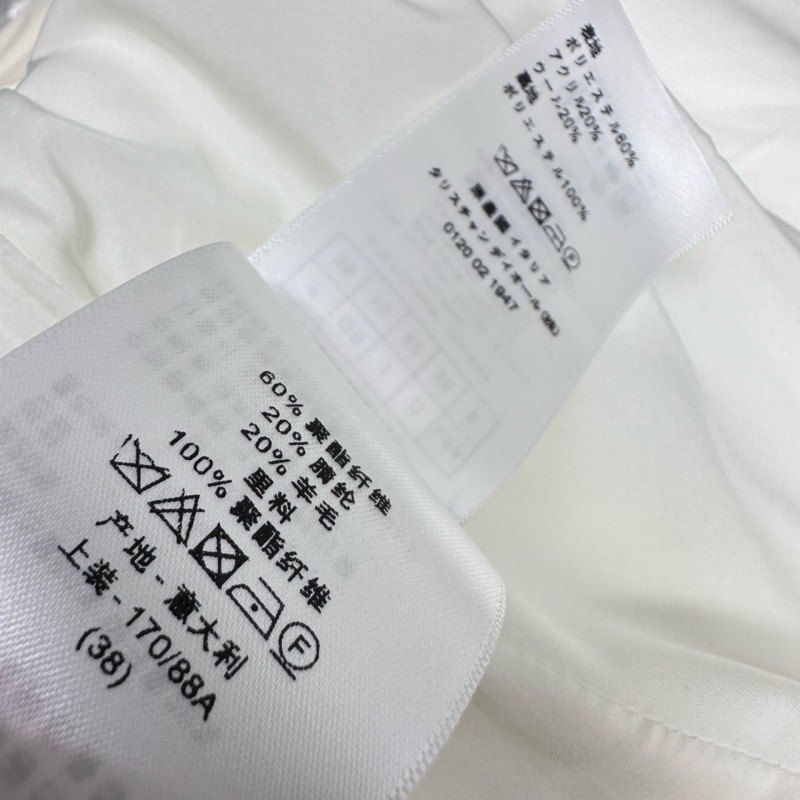 60% 聚酯纤维
20% 腈纶
20% 羊毛
里料
100% 聚酯纤维
F
产地 - 意大利
上装 - 170/88A
(38)
表地
ポリエステル60%
アクリル20%
ウール20%
裏地
ポリエステル100%
原産国 イタリア
クリスチャン ディオール(株)
0120 02 1947